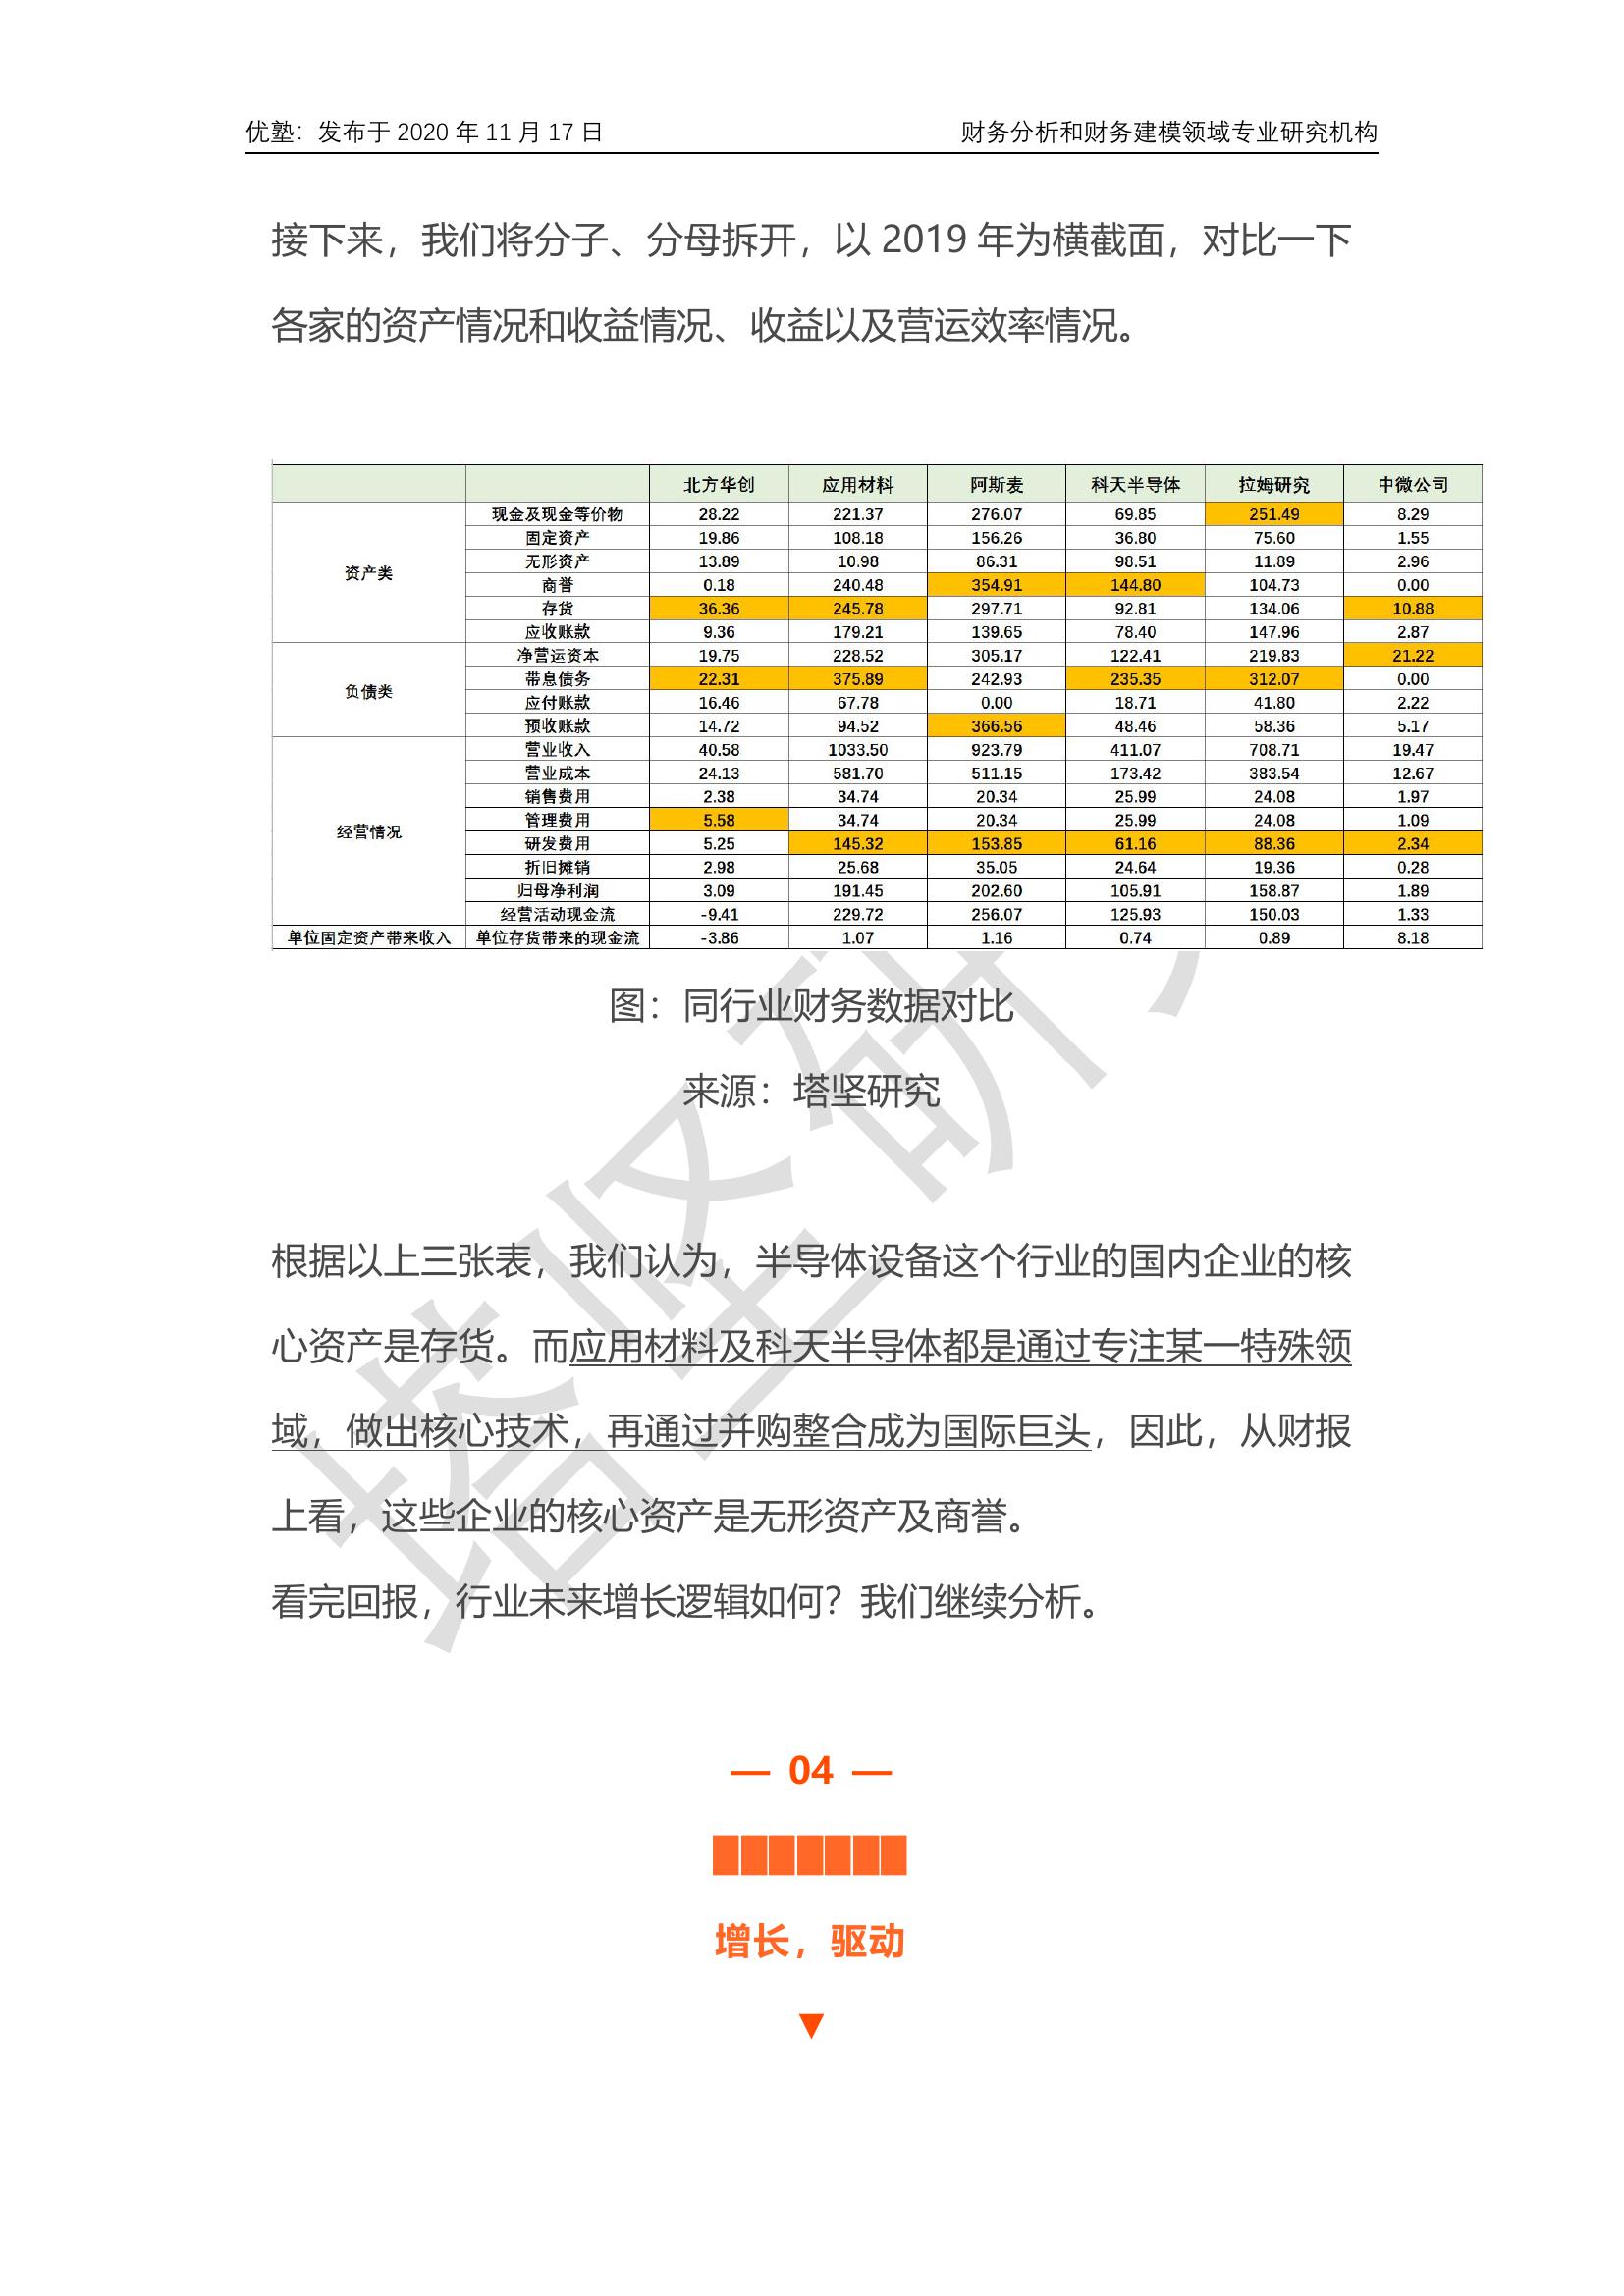 优塾：发布于 2020 年 11 月 17 日 财务分析和财务建模领域专业研究机构
接下来，我们将分子、分母拆开，以 2019 年为横截面，对比一下
各家的资产情况和收益情况、收益以及营运效率情况。
北方华创 应用材料 阿斯麦 科天半导体 拉姆研究 中微公司
资产类
现金及现金等价物 28.22 221.37 276.07 69.85 251.49 8.29
固定资产 19.86 108.18 156.26 36.80 75.60 1.55
无形资产 13.89 10.98 86.31 98.51 11.89 2.96
商誉 0.18 240.48 354.91 144.80 104.73 0.00
存货 36.36 245.78 297.71 92.81 134.06 10.88
应收账款 9.36 179.21 139.65 78.40 147.96 2.87
负债类
净营运资本 19.75 228.52 305.17 122.41 219.83 21.22
带息债务 22.31 375.89 242.93 235.35 312.07 0.00
应付账款 16.46 67.78 0.00 18.71 41.80 2.22
预收账款 14.72 94.52 366.56 48.46 58.36 5.17
经营情况
营业收入 40.58 1033.50 923.79 411.07 708.71 19.47
营业成本 24.13 581.70 511.15 173.42 383.54 12.67
销售费用 2.38 34.74 20.34 25.99 24.08 1.97
管理费用 5.58 34.74 20.34 25.99 24.08 1.09
研发费用 5.25 145.32 153.85 61.16 88.36 2.34
折旧摊销 2.98 25.68 35.05 24.64 19.36 0.28
归母净利润 3.09 191.45 202.60 105.91 158.87 1.89
经营活动现金流 -9.41 229.72 256.07 125.93 150.03 1.33
单位固定资产带来收入 单位存货带来的现金流 -3.86 1.07 1.16 0.74 0.89 8.18
图：同行业财务数据对比
来源：塔坚研究
根据以上三张表，我们认为，半导体设备这个行业的国内企业的核
心资产是存货。而应用材料及科天半导体都是通过专注某一特殊领
域，做出核心技术，再通过并购整合成为国际巨头，因此，从财报
上看，这些企业的核心资产是无形资产及商誉。
看完回报，行业未来增长逻辑如何？我们继续分析。
— 04 —
███████
增长，驱动
▼
塔坚研